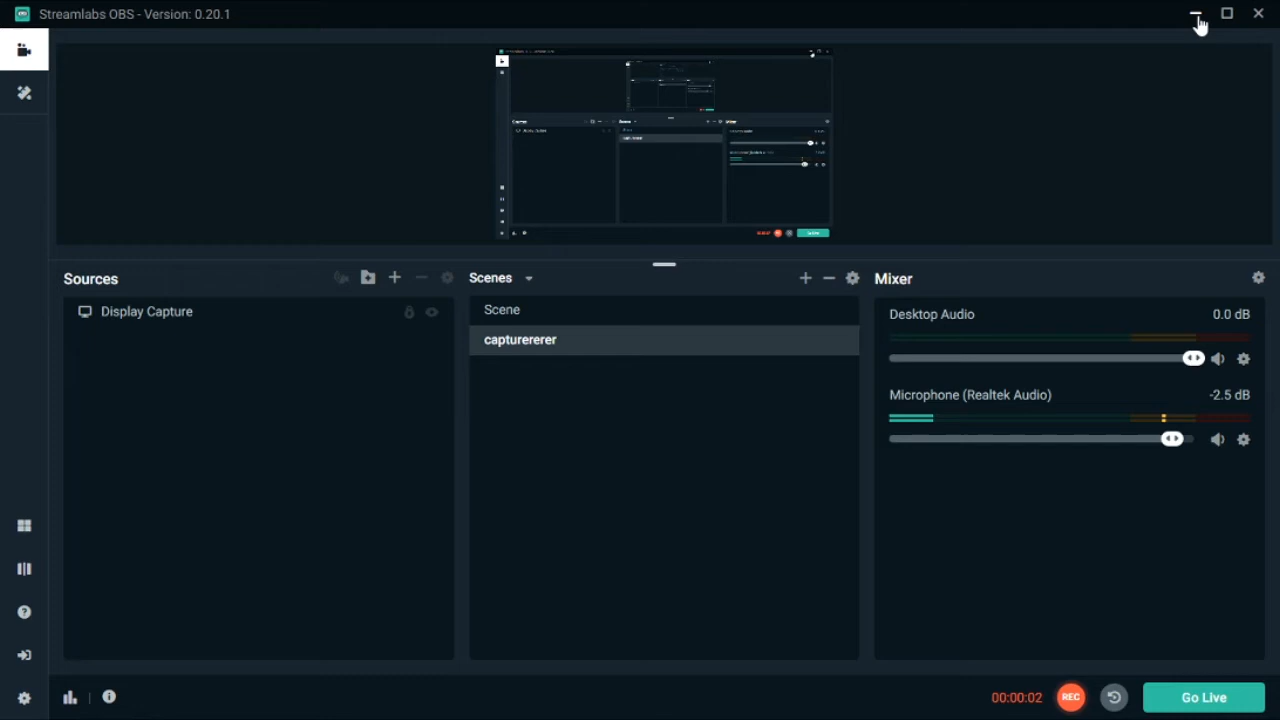 Streamlabs OBS - Version: 0.20.1
Sources
Scenes
Mixer
Display Capture
Scene
capturererer
Desktop Audio
0.0 dB
Microphone (Realtek Audio)
-2.5 dB
00:00:02
REC
Go Live